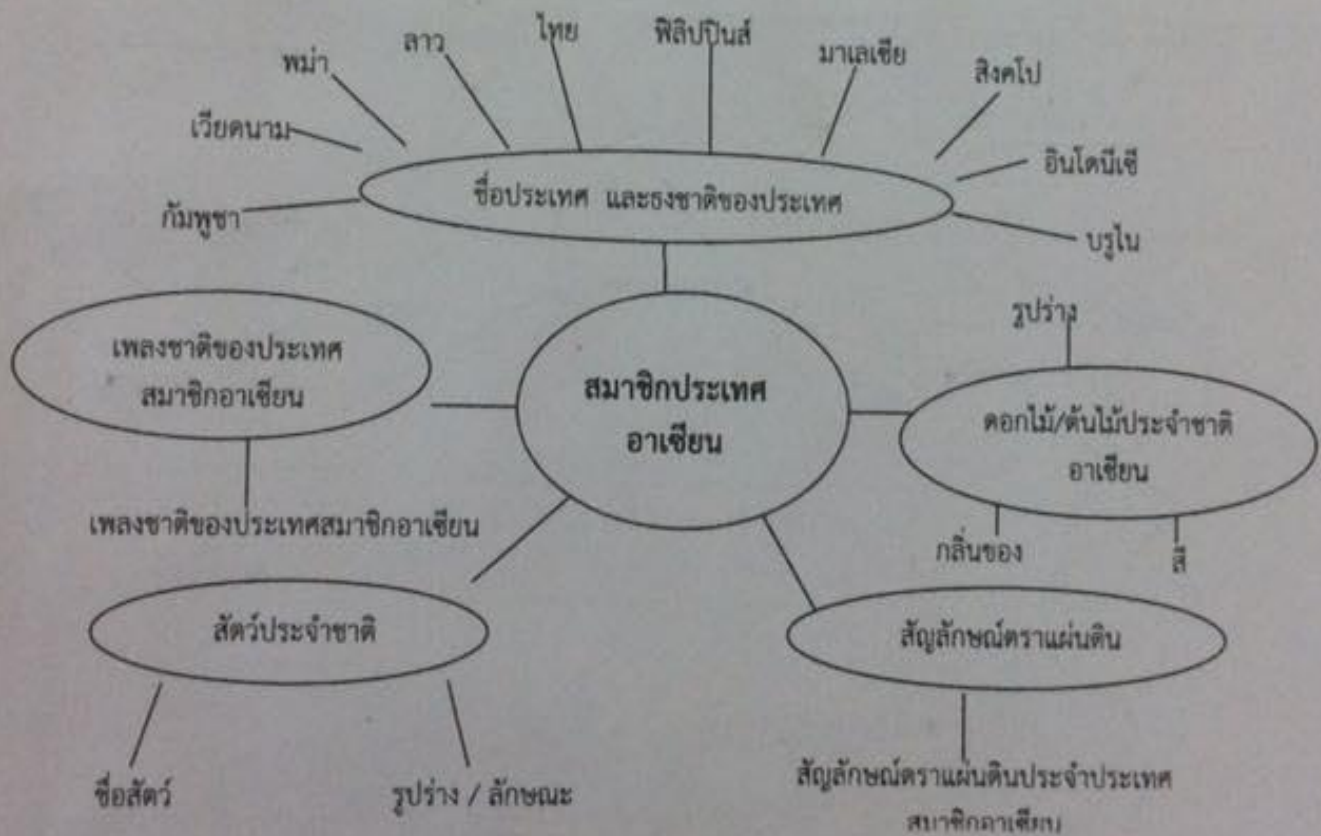 ไทย
ฟิลิปปินส์
ลาว
มาเลเซีย
พม่า
สิงคโป
เวียดนาม
อินโดนีเซี
กัมพูชา
บรูไน
ชื่อประเทศ และธงชาติของประเทศ
รูปร่าง
เพลงชาติของประเทศ
สมาชิกอาเซียน
สมาชิกประเทศ
อาเซียน
ดอกไม้/ต้นไม้ประจำชาติ
อาเซียน
เพลงชาติของประเทศสมาชิกอาเซียน
กลิ่นของ
สัตว์ประจำชาติ
สัญลักษณ์ตราแผ่นดิน
ชื่อสัตว์
รูปร่าง / ลักษณะ
สัญลักษณ์ตราแผ่นดินประจำประเทศ
สมาชิกอาเซียน